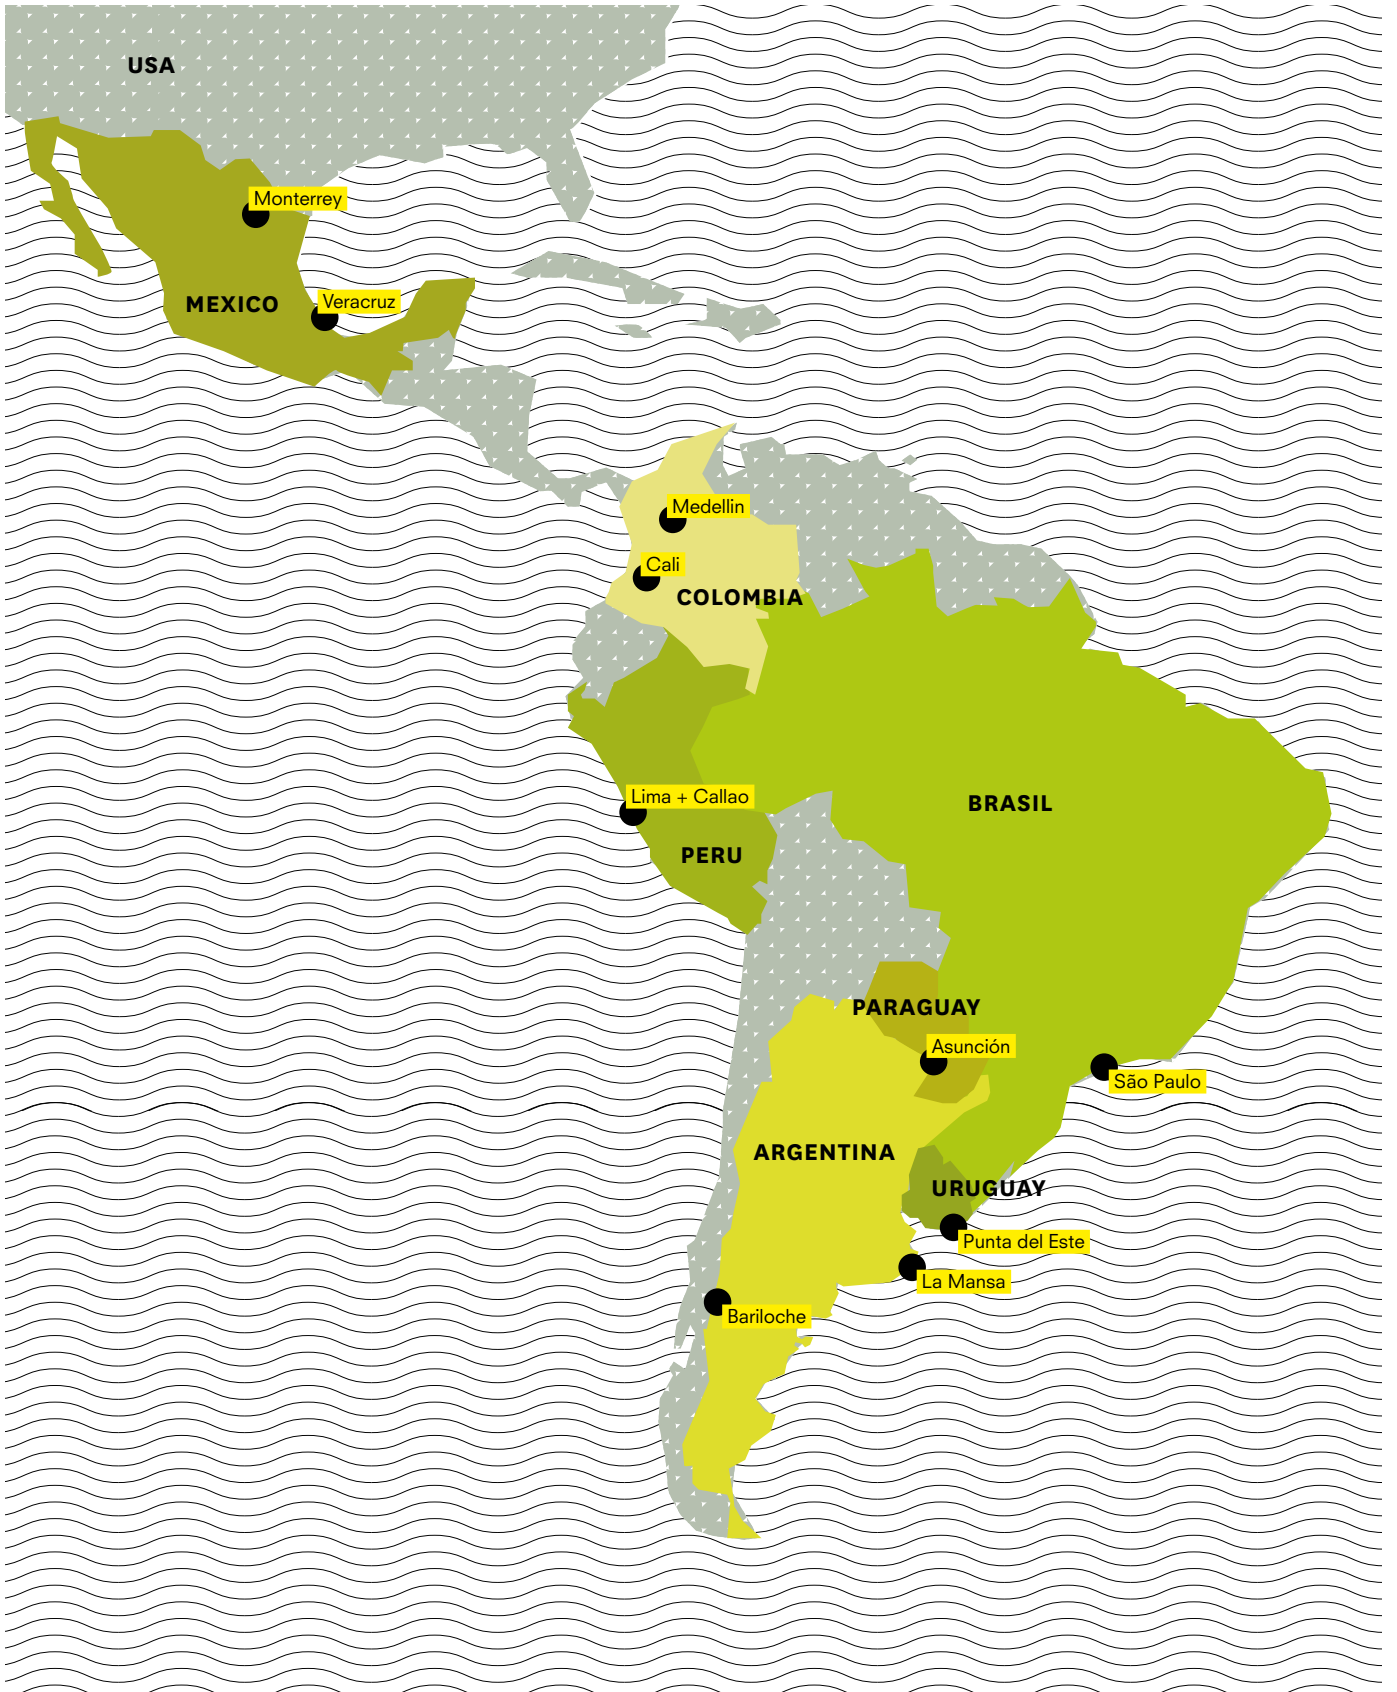 USA
Monterrey
MEXICO
Veracruz
Medellin
Cali
COLOMBIA
Lima + Callao
BRASIL
PERU
PARAGUAY
Asunción
São Paulo
ARGENTINA
URUGUAY
Punta del Este
La Mansa
Bariloche